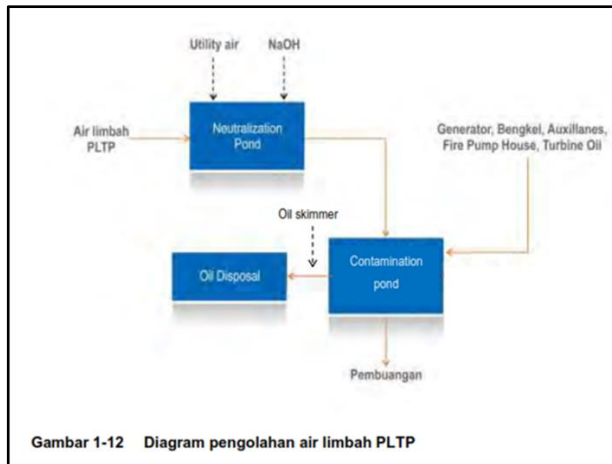 Utility air
NaOH
Air limbah
PLTP
Neutralization
Pond
Generator, Bengkel, Auxillanes,
Fire Pump House, Turbine Oil
Oil skimmer
Oil Disposal
Contamination
pond
Pembuangan
Gambar 1-12 Diagram pengolahan air limbah PLTP